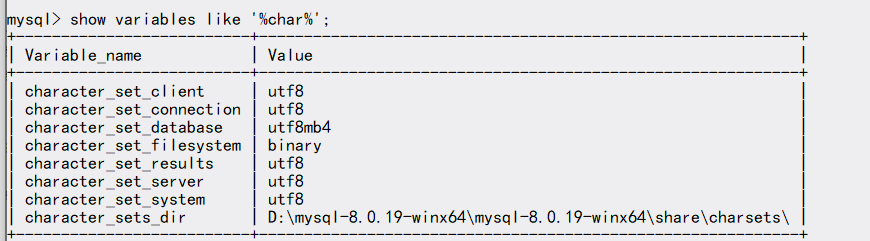 mysql> show variables like '%char%';
+--------------------------+-----------------------------------------------------------+
| Variable_name            | Value                                                     |
+--------------------------+-----------------------------------------------------------+
| character_set_client     | utf8                                                      |
| character_set_connection | utf8                                                      |
| character_set_database   | utf8mb4                                                   |
| character_set_filesystem | binary                                                    |
| character_set_results    | utf8                                                      |
| character_set_server     | utf8                                                      |
| character_set_system     | utf8                                                      |
| character_sets_dir       | D:\mysql-8.0.19-winx64\mysql-8.0.19-winx64\share\charsets\ |
+--------------------------+-----------------------------------------------------------+